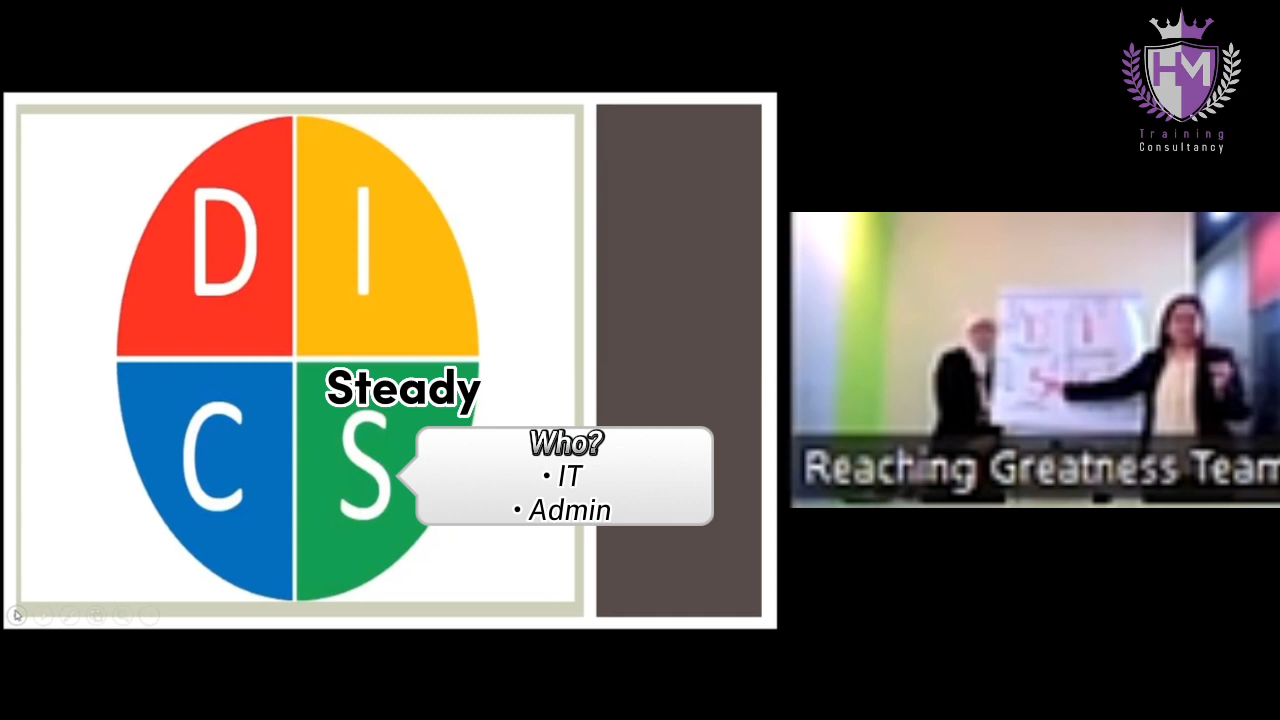 HM
Training
Consultancy
D I
Steady
C S
Who?
• IT
• Admin
Reaching Greatness Team